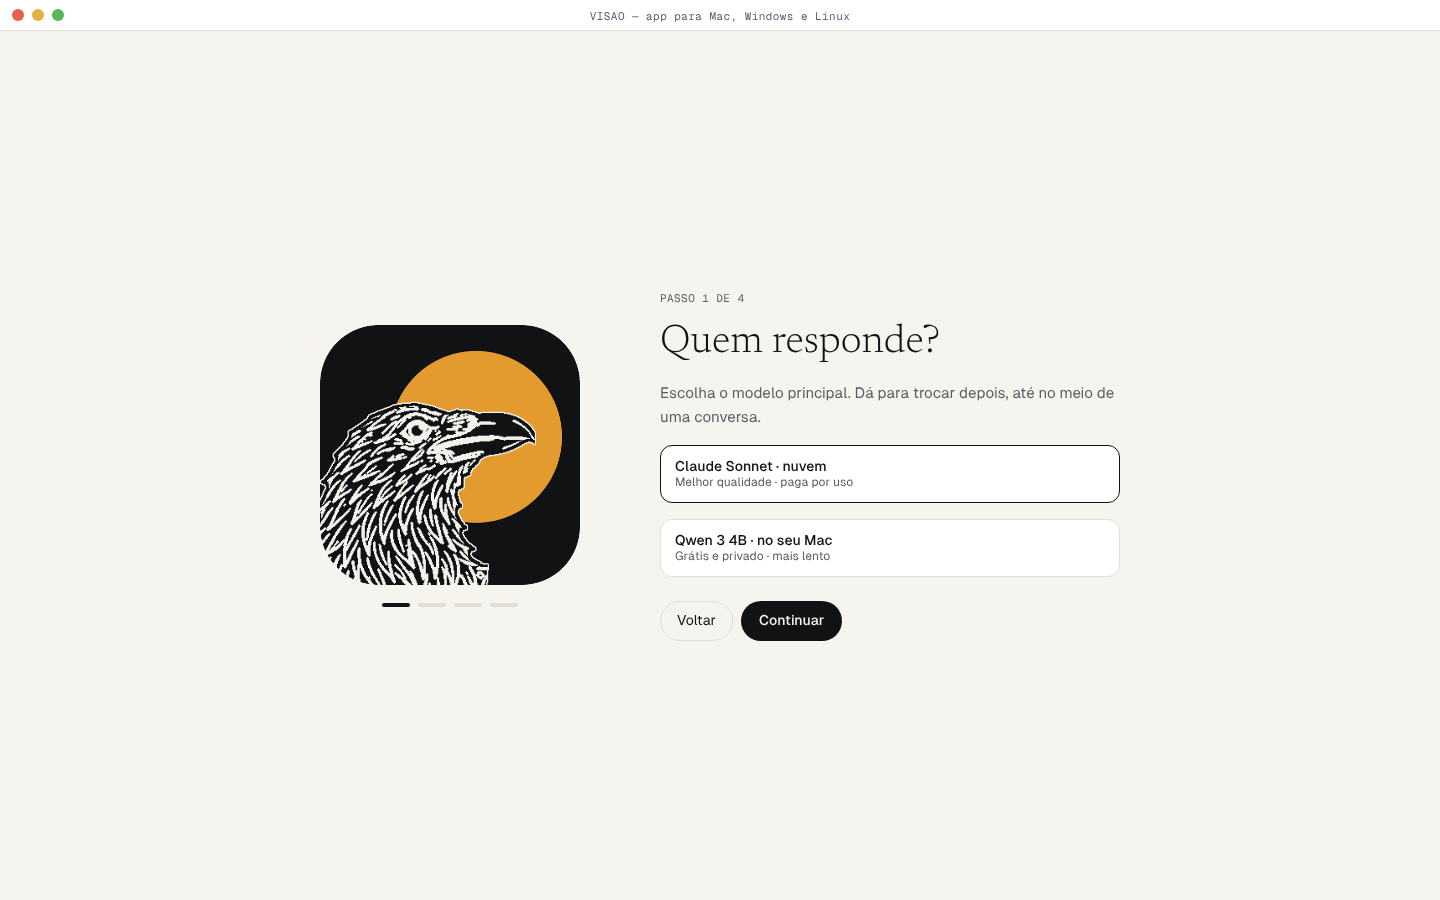 VISAO — app para Mac, Windows e Linux
PASSO 1 DE 4
Quem responde?
Escolha o modelo principal. Dá para trocar depois, até no meio de
uma conversa.
Claude Sonnet · nuvem
Melhor qualidade · paga por uso
Qwen 3 4B · no seu Mac
Grátis e privado · mais lento
Voltar
Continuar